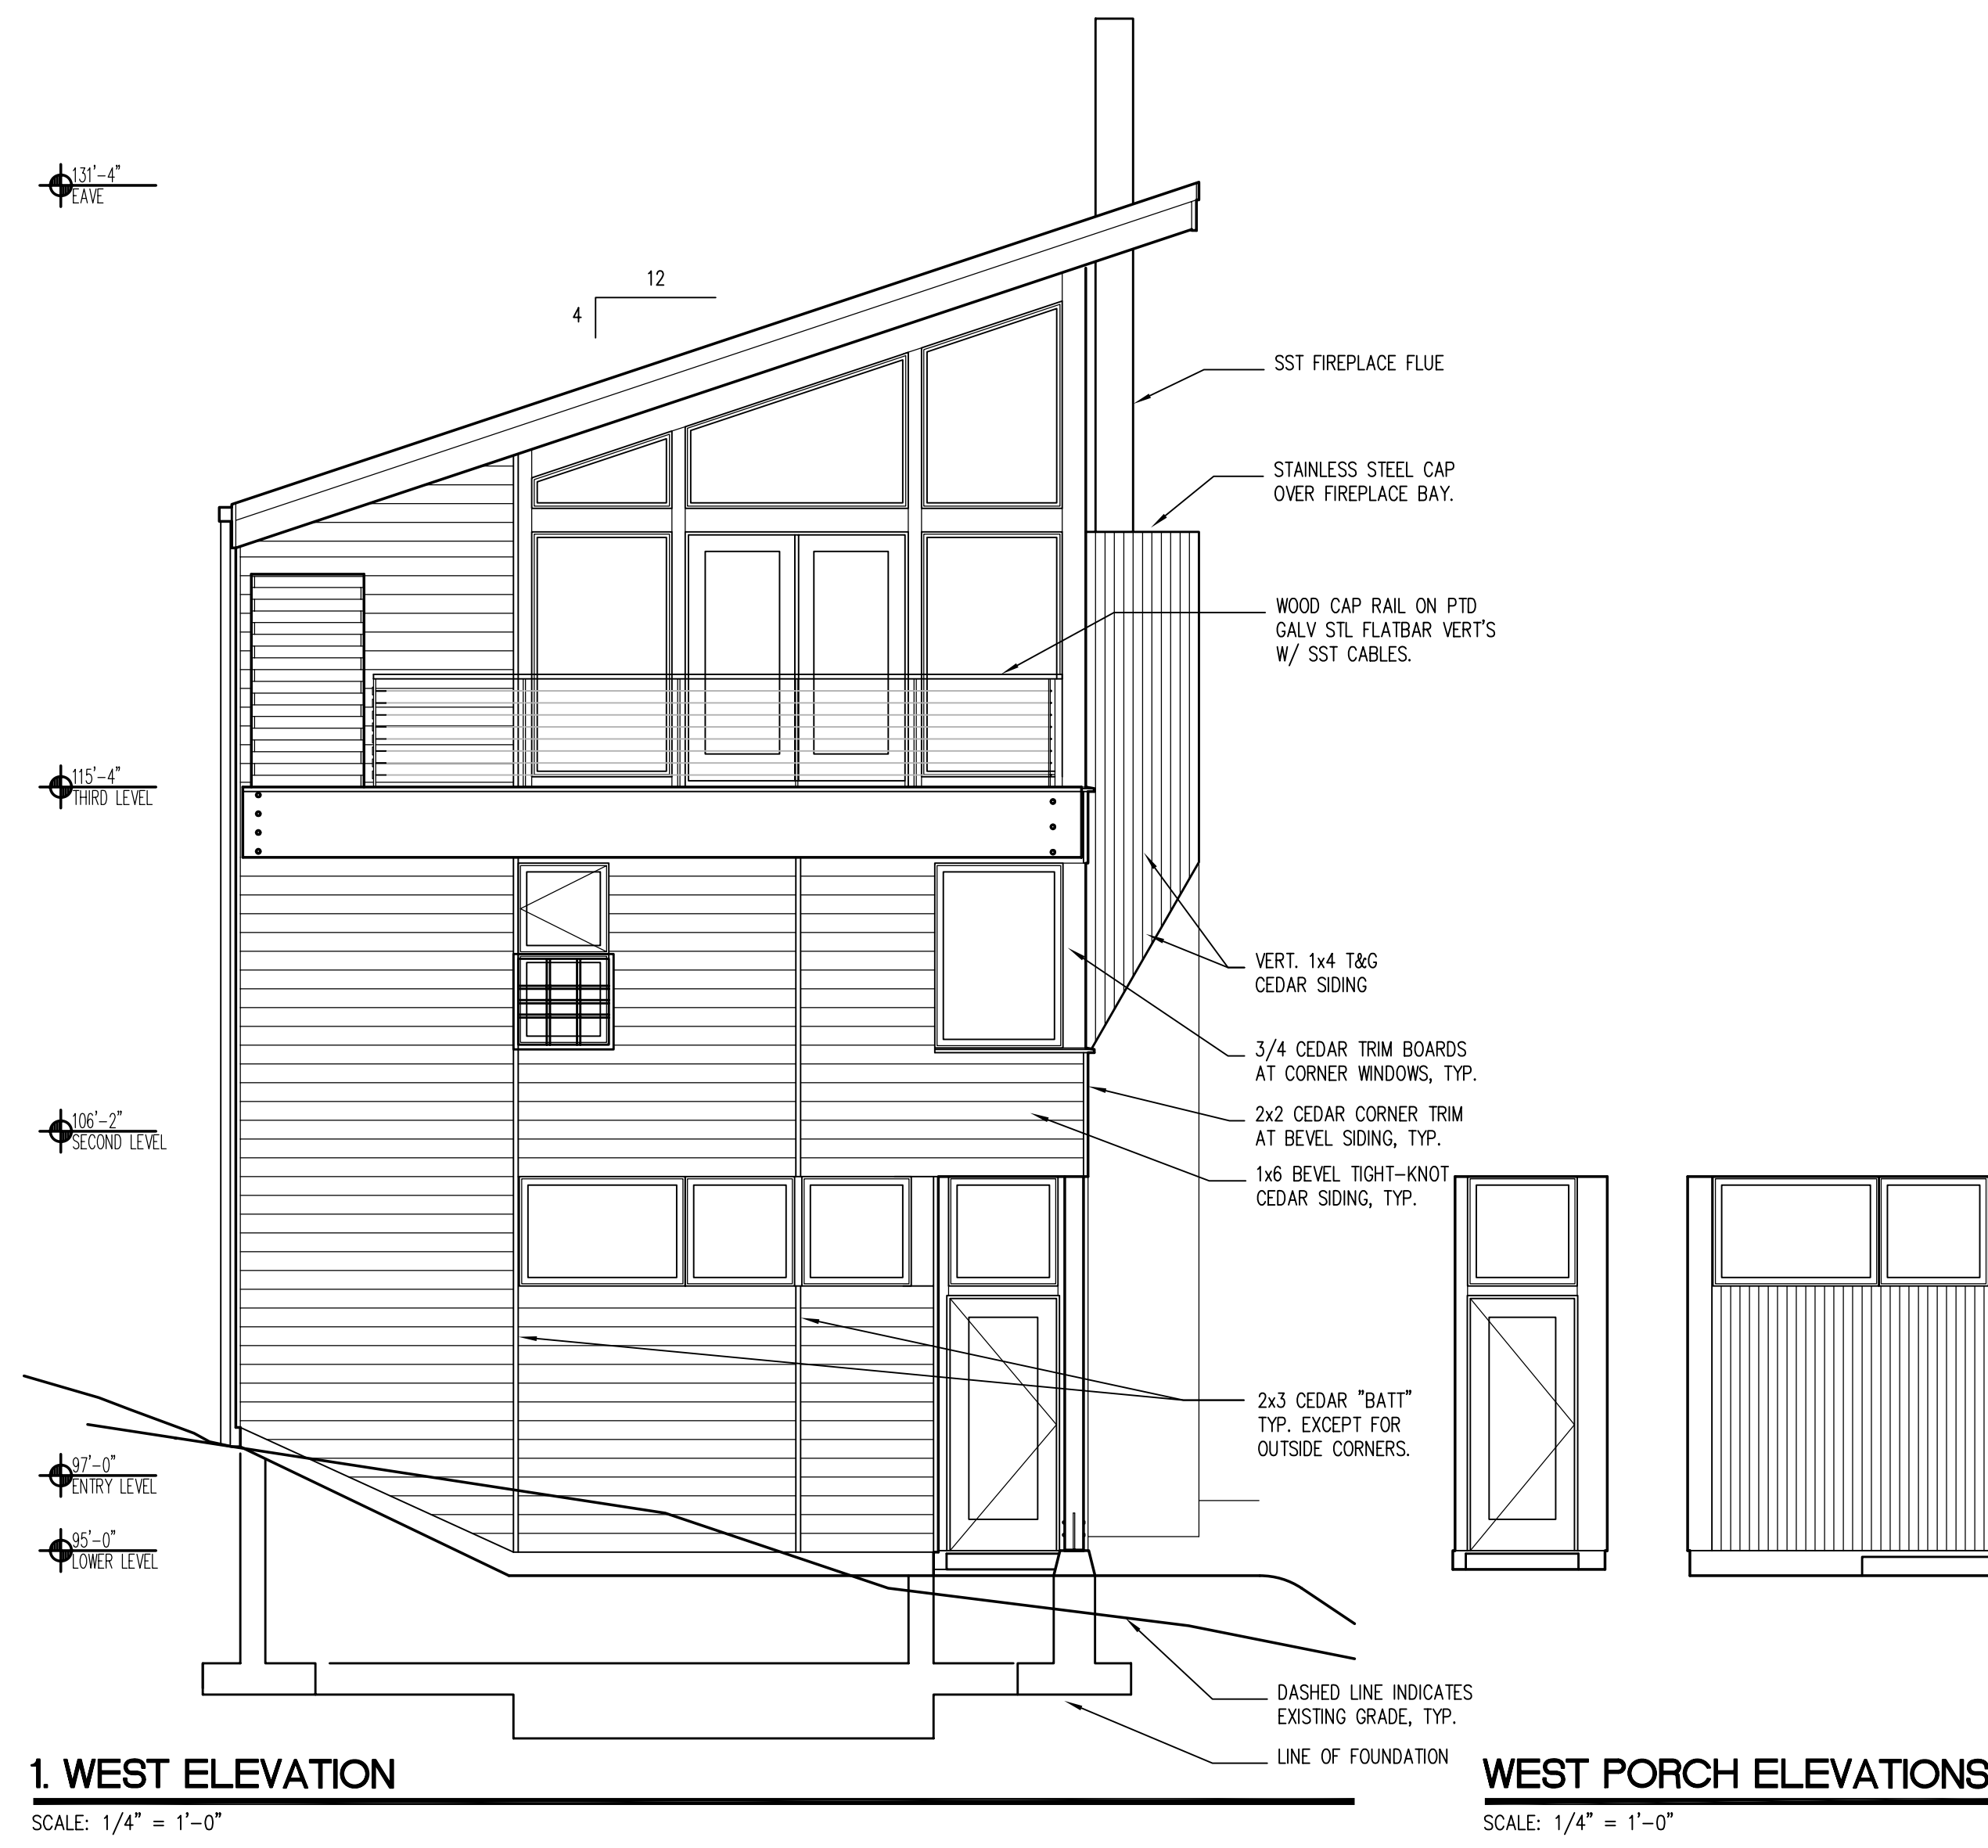 131'-4"
EAVE
12
4
SST FIREPLACE FLUE
STAINLESS STEEL CAP
OVER FIREPLACE BAY.
WOOD CAP RAIL ON PTD
GALV STL FLATBAR VERT'S
W/ SST CABLES.
115'-4"
THIRD LEVEL
VERT. 1x4 T&G
CEDAR SIDING
3/4 CEDAR TRIM BOARDS
AT CORNER WINDOWS, TYP.
106'-2"
SECOND LEVEL
2x2 CEDAR CORNER TRIM
AT BEVEL SIDING, TYP.
1x6 BEVEL TIGHT-KNOT
CEDAR SIDING, TYP.
2x3 CEDAR "BATT"
TYP. EXCEPT FOR
OUTSIDE CORNERS.
97'-0"
ENTRY LEVEL
95'-0"
LOWER LEVEL
DASHED LINE INDICATES
EXISTING GRADE, TYP.
LINE OF FOUNDATION
1. WEST ELEVATION
SCALE: 1/4" = 1'-0"
WEST PORCH ELEVATIONS
SCALE: 1/4" = 1'-0"